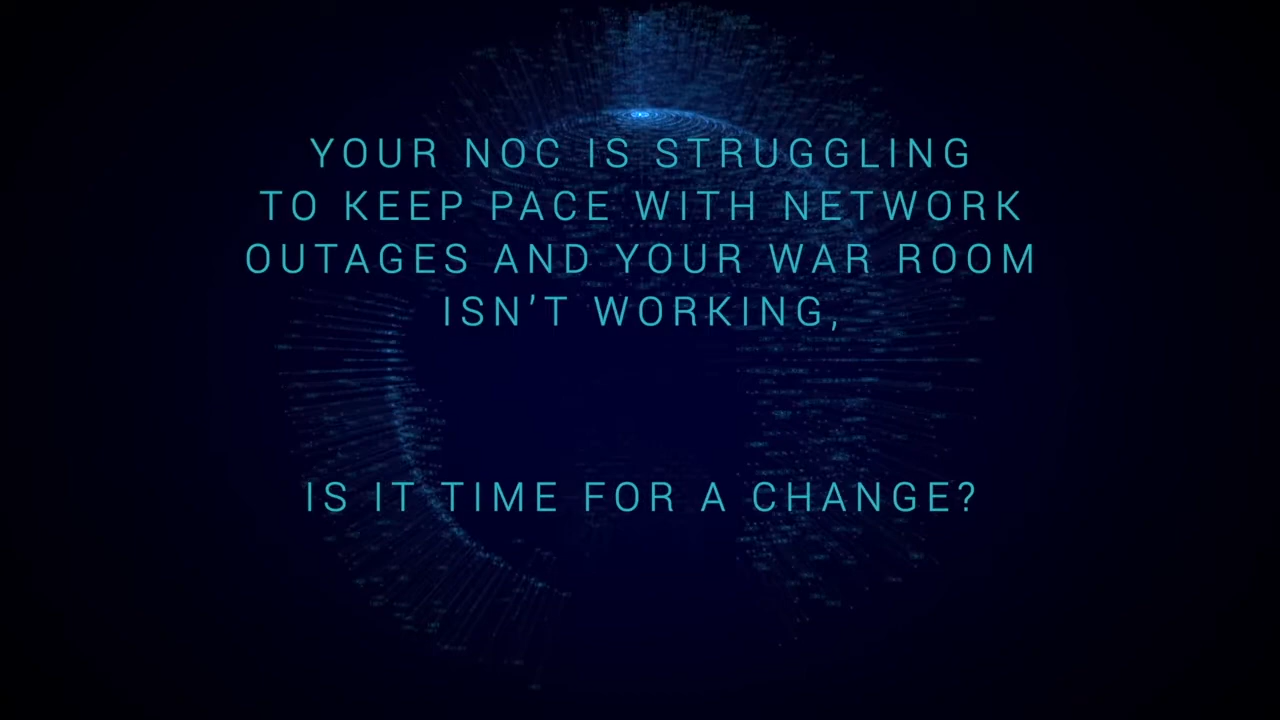 YOUR NOC IS STRUGGLING
TO KEEP PACE WITH NETWORK
OUTAGES AND YOUR WAR ROOM
ISN’T WORKING,
IS IT TIME FOR A CHANGE?